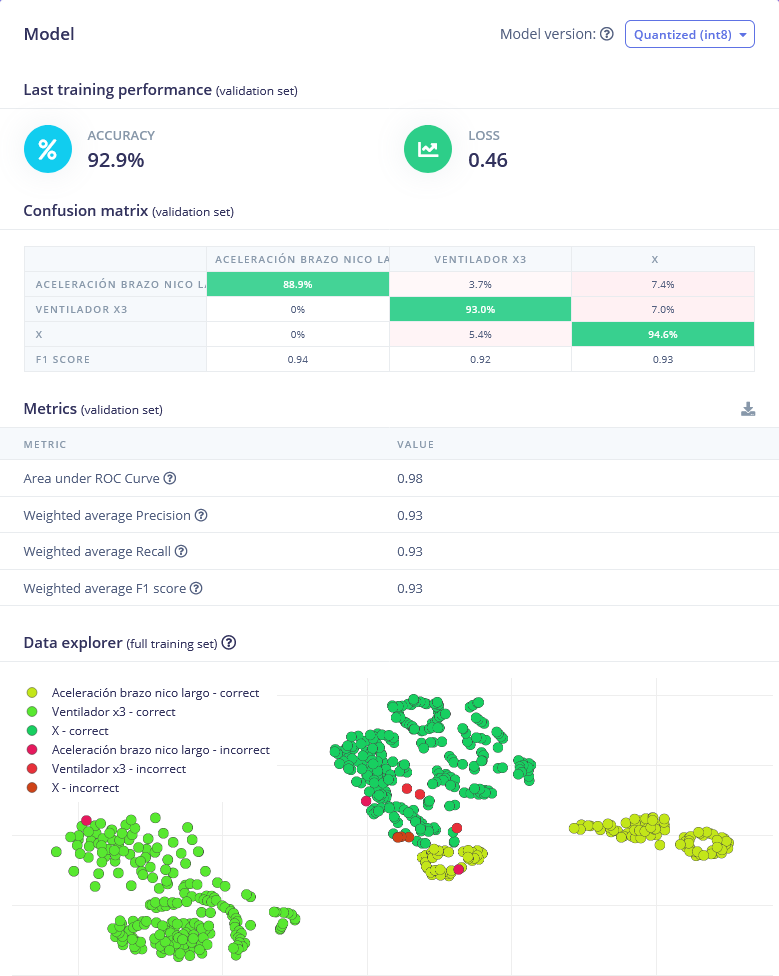 Model
Model version: Quantized (int8)
Last training performance (validation set)
% ACCURACY
92.9%
LOSS
0.46
Confusion matrix (validation set)
ACELERACIÓN BRAZO NICO LA VENTILADOR X3 X
ACELERACIÓN BRAZO NICO LA 88.9% 3.7% 7.4%
VENTILADOR X3 0% 93.0% 7.0%
X 0% 5.4% 94.6%
F1 SCORE 0.94 0.92 0.93
Metrics (validation set)
METRIC VALUE
Area under ROC Curve 0.98
Weighted average Precision 0.93
Weighted average Recall 0.93
Weighted average F1 score 0.93
Data explorer (full training set)
Aceleración brazo nico largo - correct
Ventilador x3 - correct
X - correct
Aceleración brazo nico largo - incorrect
Ventilador x3 - incorrect
X - incorrect